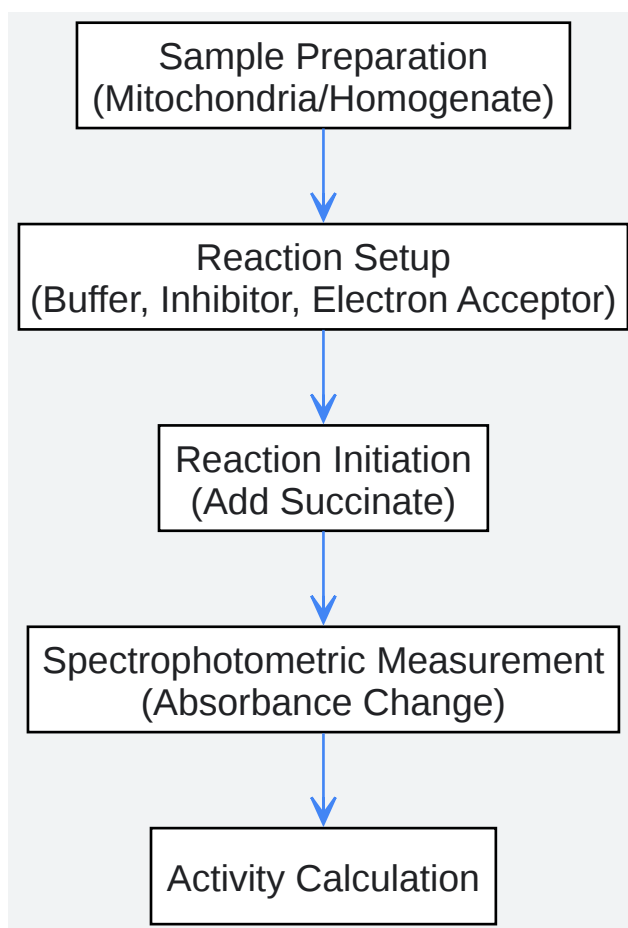 Sample Preparation
(Mitochondria/Homogenate)
Reaction Setup
(Buffer, Inhibitor, Electron Acceptor)
Reaction Initiation
(Add Succinate)
Spectrophotometric Measurement
(Absorbance Change)
Activity Calculation